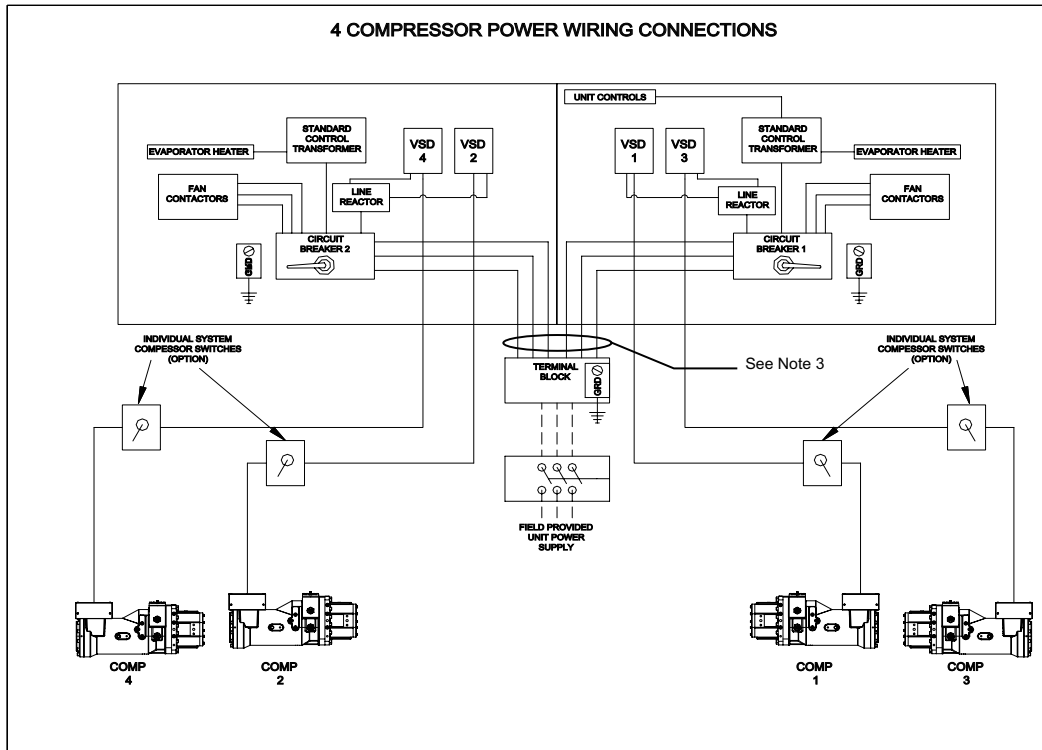 4 COMPRESSOR POWER WIRING CONNECTIONS
UNIT CONTROLS
STANDARD
CONTROL
TRANSFORMER
EVAPORATOR HEATER
FAN
CONTACTORS
VSD
4
VSD
2
LINE
REACTOR
CIRCUIT
BREAKER 2
GRD
VSD
1
VSD
3
STANDARD
CONTROL
TRANSFORMER
EVAPORATOR HEATER
LINE
REACTOR
FAN
CONTACTORS
CIRCUIT
BREAKER 1
GRD
INDIVIDUAL SYSTEM
COMPESSOR SWITCHES
(OPTION)
TERMINAL
BLOCK
GRD
See Note 3
INDIVIDUAL SYSTEM
COMPESSOR SWITCHES
(OPTION)
FIELD PROVIDED
UNIT POWER
SUPPLY
COMP
4
COMP
2
COMP
1
COMP
3